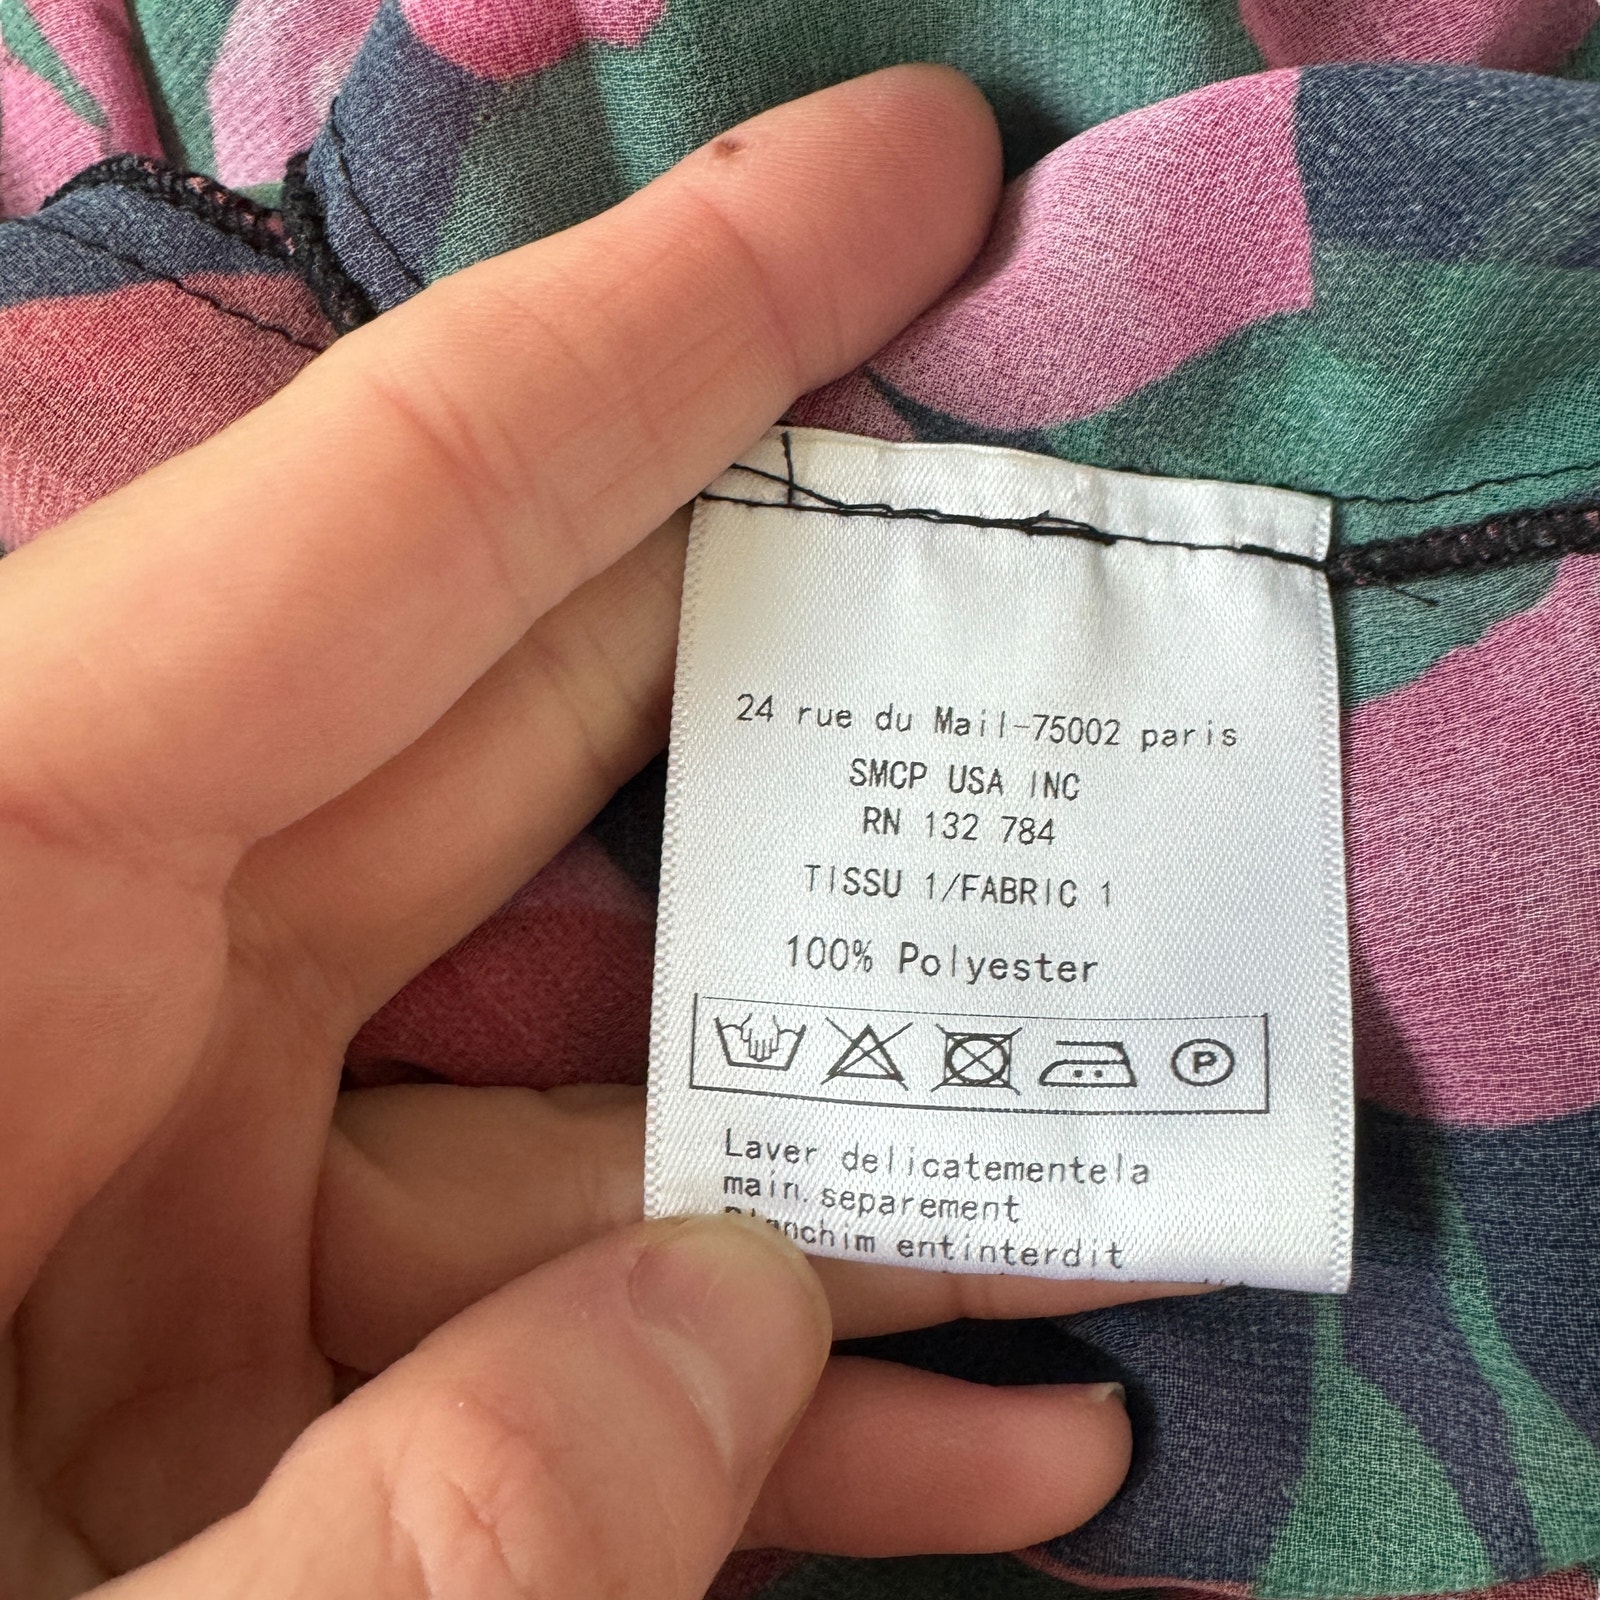 24 rue du Mail-75002 paris
SMCP USA INC
RN 132 784
TISSU 1/FABRIC 1
100% Polyester
P
Laver delicatementela
main. separement
entinterdit